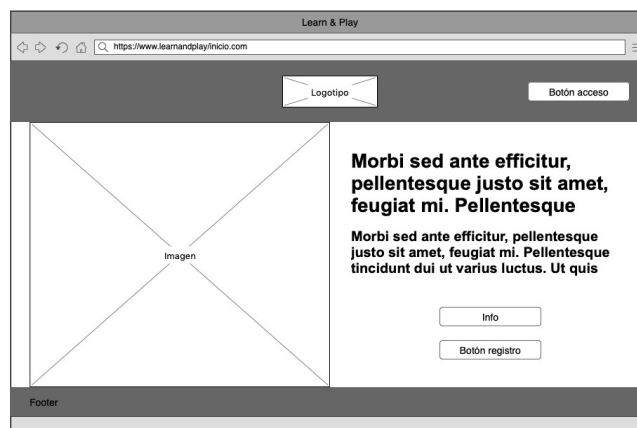 Learn & Play
https://www.learnandplay/inicio.com
Logotipo
Botón acceso
Imagen
Morbi sed ante efficitur,
pellentesque justo sit amet,
feugiat mi. Pellentesque
Morbi sed ante efficitur, pellentesque
justo sit amet, feugiat mi. Pellentesque
tincidunt dui ut varius luctus. Ut quis
Info
Botón registro
Footer